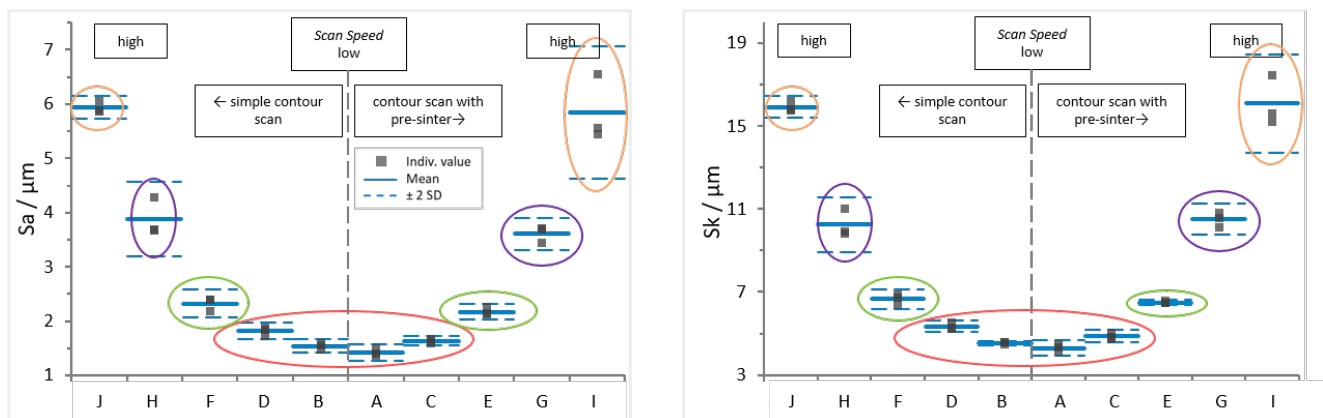 high
Scan Speed
low
high
← simple contour
scan
contour scan with
pre-sinter→
Indiv. value
Mean
± 2 SD
Sa / µm
7
6
5
4
3
2
1
J H F D B A C E G I
high
Scan Speed
low
high
← simple contour
scan
contour scan with
pre-sinter→
Sk / µm
19
15
11
7
3
J H F D B A C E G I